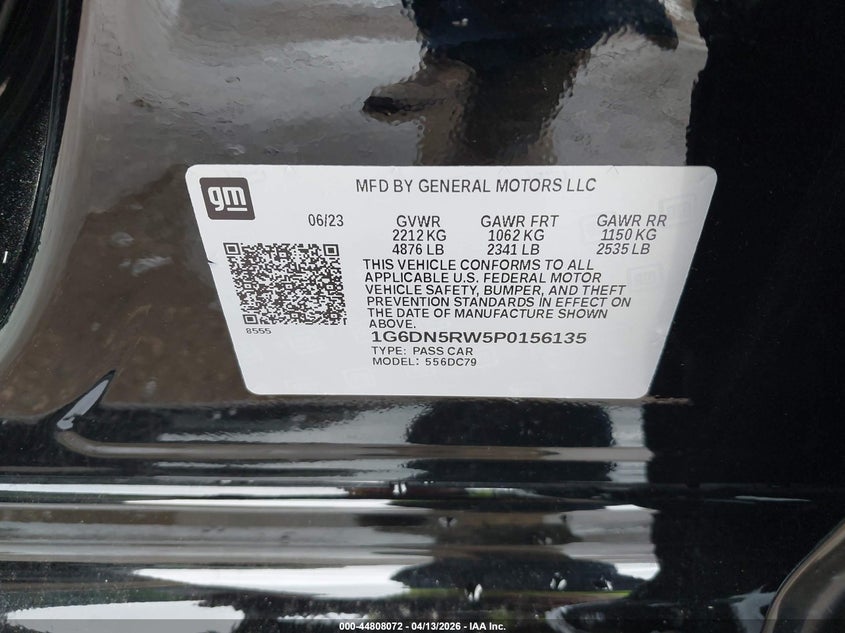 gm
MFD BY GENERAL MOTORS LLC
06/23 GVWR GAWR FRT GAWR RR
2212 KG 1062 KG 1150 KG
4876 LB 2341 LB 2535 LB
THIS VEHICLE CONFORMS TO ALL
APPLICABLE U.S. FEDERAL MOTOR
VEHICLE SAFETY, BUMPER, AND THEFT
PREVENTION STANDARDS IN EFFECT ON
THE DATE OF MANUFACTURE SHOWN
ABOVE.
8555
1G6DN5RW5P0156135
TYPE: PASS CAR
MODEL: 556DC79
000-44808072 - 04/13/2026 - IAA Inc.